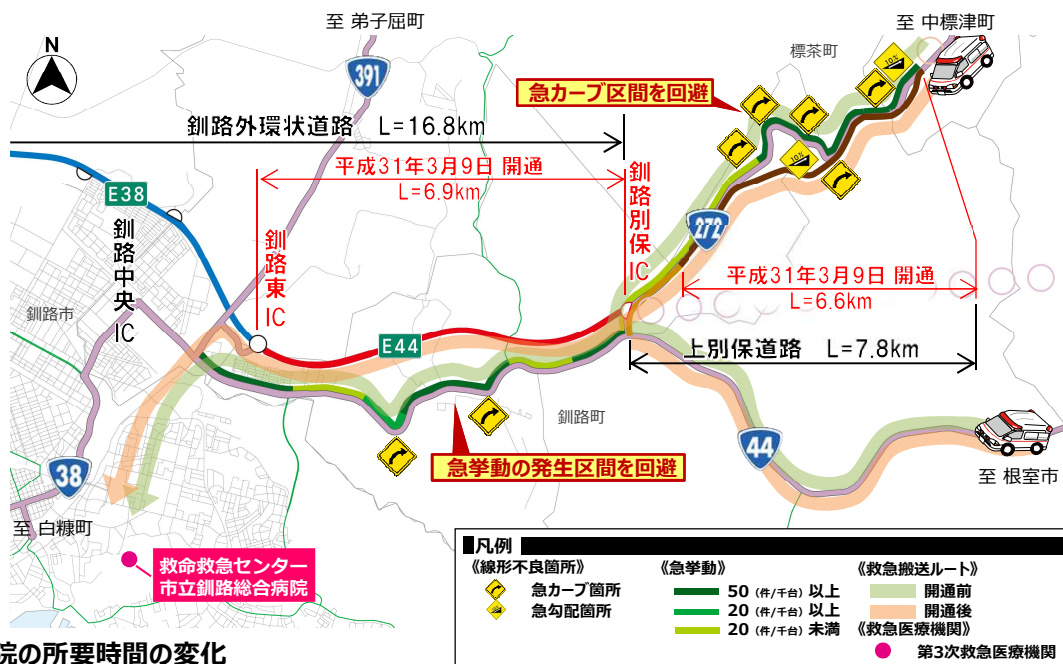 至 弟子屈町
至 中標津町
N
標茶町
391
10%
急カーブ区間を回避
釧路外環状道路 L=16.8km
平成31年3月9日 開通
L=6.9km
10%
E38
釧路別保IC
釧路中央IC
釧路東IC
272
平成31年3月9日 開通
L=6.6km
釧路市
E44
上別保道路 L=7.8km
釧路町
44
38
急挙動の発生区間を回避
至 根室市
至 白糠町
救命救急センター
市立釧路総合病院
凡例
《線形不良箇所》
急カーブ箇所
急勾配箇所
《急挙動》
50 (件/千台) 以上
20 (件/千台) 以上
20 (件/千台) 未満
《救急搬送ルート》
開通前
開通後
《救急医療機関》
第3次救急医療機関
院の所要時間の変化